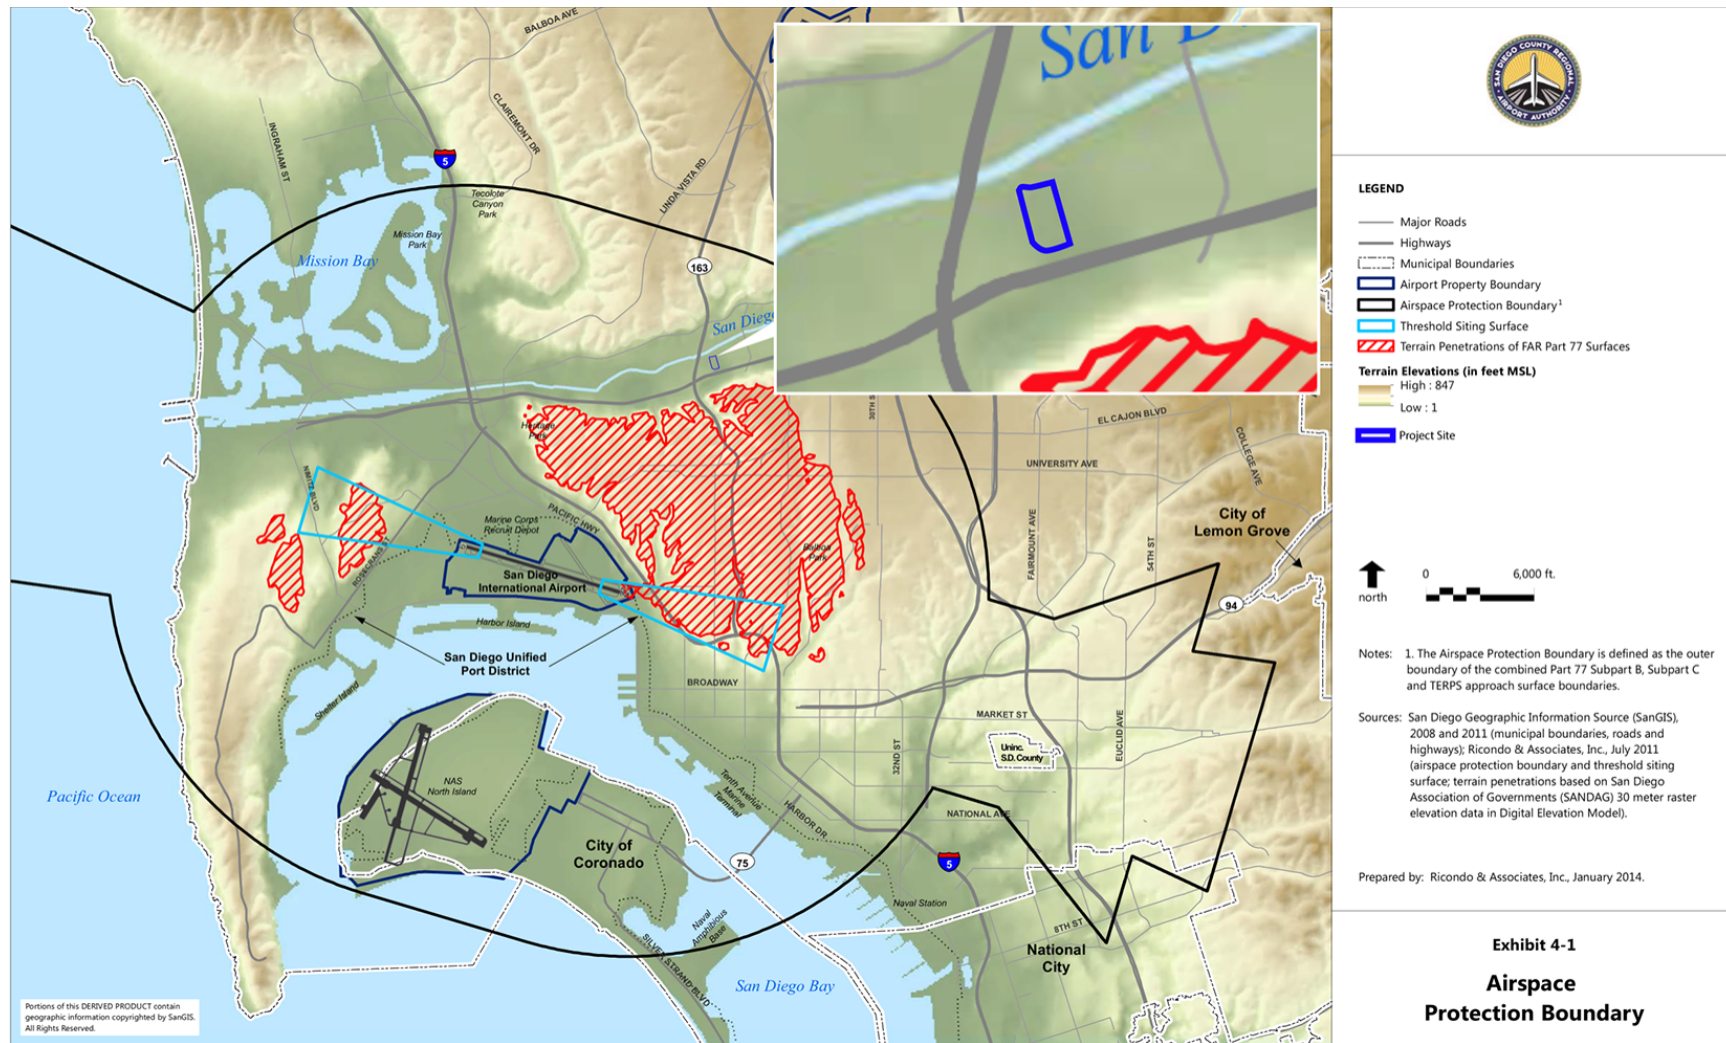 BALBOA AVE
San D
INGRAHAM ST
CLAIREMONT DR
5
LINDA VISTA RD
Tecolote
Canyon
Park
Mission Bay
Park
Mission Bay
163
San Diego
30TH S
EL CAJON BLVD
COLLEGE AVE
Heritage
Park
UNIVERSITY AVE
NIMITZ BLVD
PACIFIC HWY
Marine Corps
Recruit Depot
City of
Lemon Grove
FAIRMOUNT AVE
54TH ST
Balboa
Park
ROSECRANS ST
San Diego
International Airport
94
Harbor Island
San Diego Unified
Port District
BROADWAY
Shelter Island
MARKET ST
EUCLID AVE
32ND ST
Uninc.
S.D. County
NAS
North Island
Pacific Ocean
Tenth Avenue
Marine
Terminal
HARBOR DR
NATIONAL AVE
City of
Coronado
75
5
Naval Station
Naval
Amphibious
Base
8TH ST
SILVER STRAND BLVD
National
City
San Diego Bay
Portions of this DERIVED PRODUCT contain
geographic information copyrighted by SanGIS.
All Rights Reserved.
SAN DIEGO COUNTY REGIONAL
AIRPORT AUTHORITY
LEGEND
Major Roads
Highways
Municipal Boundaries
Airport Property Boundary
Airspace Protection Boundary1
Threshold Siting Surface
Terrain Penetrations of FAR Part 77 Surfaces
Terrain Elevations (in feet MSL)
High : 847
Low : 1
Project Site
0 6,000 ft.
north
Notes: 1. The Airspace Protection Boundary is defined as the outer
boundary of the combined Part 77 Subpart B, Subpart C
and TERPS approach surface boundaries.
Sources: San Diego Geographic Information Source (SanGIS),
2008 and 2011 (municipal boundaries, roads and
highways); Ricondo & Associates, Inc., July 2011
(airspace protection boundary and threshold siting
surface; terrain penetrations based on San Diego
Association of Governments (SANDAG) 30 meter raster
elevation data in Digital Elevation Model).
Prepared by: Ricondo & Associates, Inc., January 2014.
Exhibit 4-1
Airspace
Protection Boundary